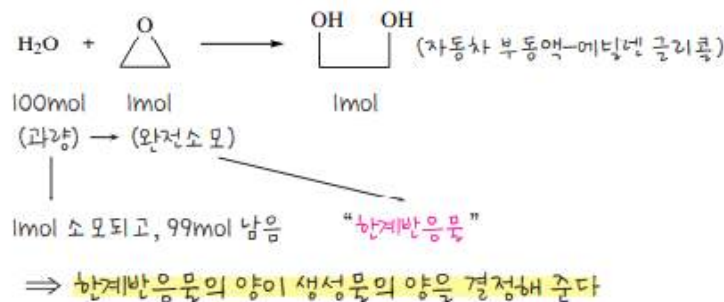 OH OH
H₂O + O (자동차 부동액-에틸렌 글리콜)
100mol 1mol 1mol
(과량) → (완전소모)
1mol 소모되고, 99mol 남음 “한계반응물”
⇒ 한계반응물의 양이 생성물의 양을 결정해 준다